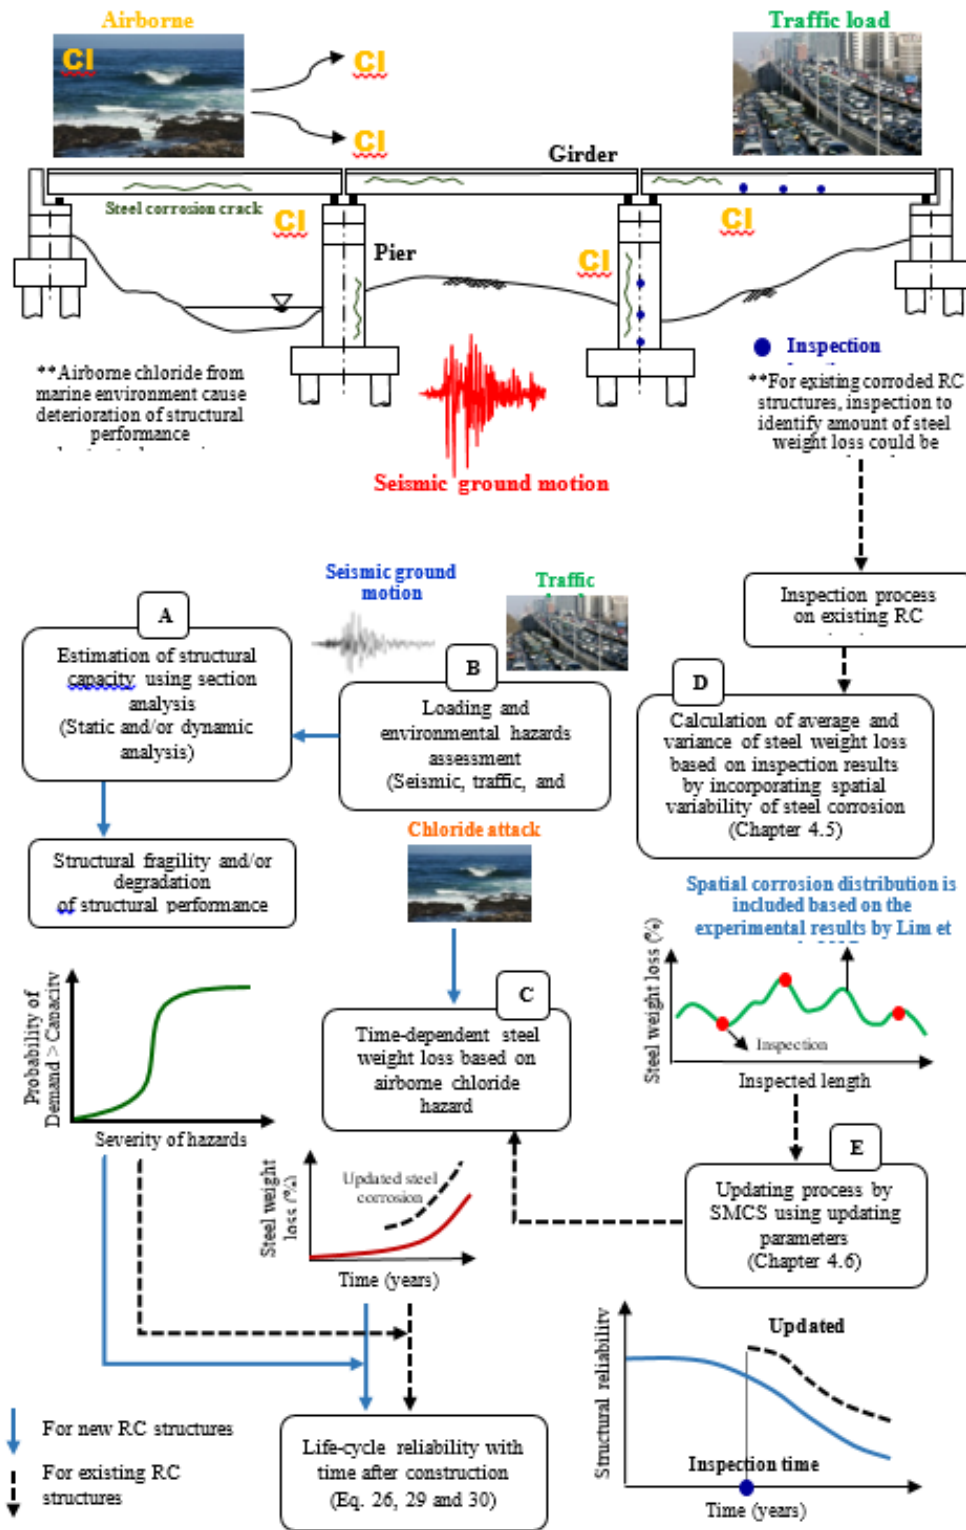 Airborne
Traffic load
Cl
Cl
Cl
Girder
Steel corrosion crack
Cl
Cl
Cl
Pier
Inspection
**Airborne chloride from
marine environment cause
deterioration of structural
performance
**For existing corroded RC
structures, inspection to
identify amount of steel
weight loss could be
Seismic ground motion
Seismic ground
motion
Traffic
Inspection process
on existing RC
A
Estimation of structural
capacity using section
analysis
(Static and/or dynamic
analysis)
B
Loading and
environmental hazards
assessment
(Seismic, traffic, and
D
Calculation of average and
variance of steel weight loss
based on inspection results
by incorporating spatial
variability of steel corrosion
(Chapter 4.5)
Chloride attack
Structural fragility and/or
degradation
of structural performance
Spatial corrosion distribution is
included based on the
experimental results by Lim et
Steel weight loss (%)
Inspection
Inspected length
C
Time-dependent steel
weight loss based on
airborne chloride
hazard
Probability of
Demand > Capacity
Severity of hazards
E
Updating process by
SMCS using updating
parameters
(Chapter 4.6)
Steel weight
loss (%)
Updated steel
corrosion
Time (years)
Structural reliability
Updated
Inspection time
Time (years)
For new RC structures
For existing RC
structures
Life-cycle reliability with
time after construction
(Eq. 26, 29 and 30)